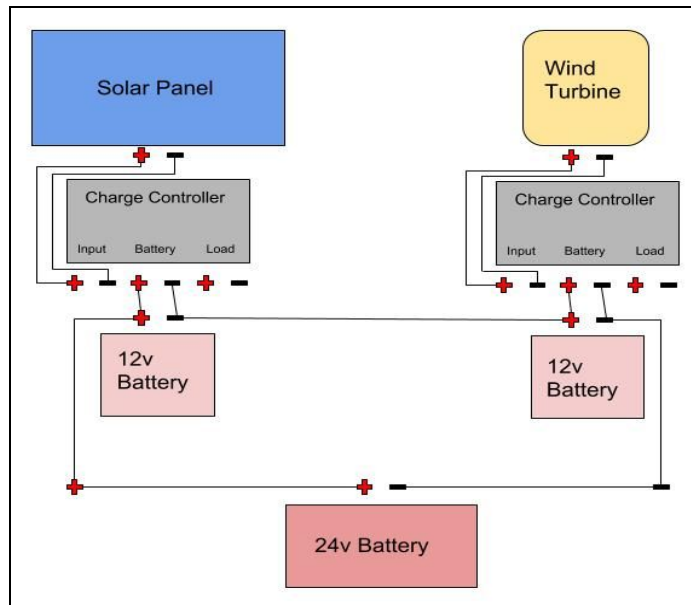 Solar Panel
Wind
Turbine
Charge Controller
Input Battery Load
Charge Controller
Input Battery Load
12v
Battery
12v
Battery
24v Battery